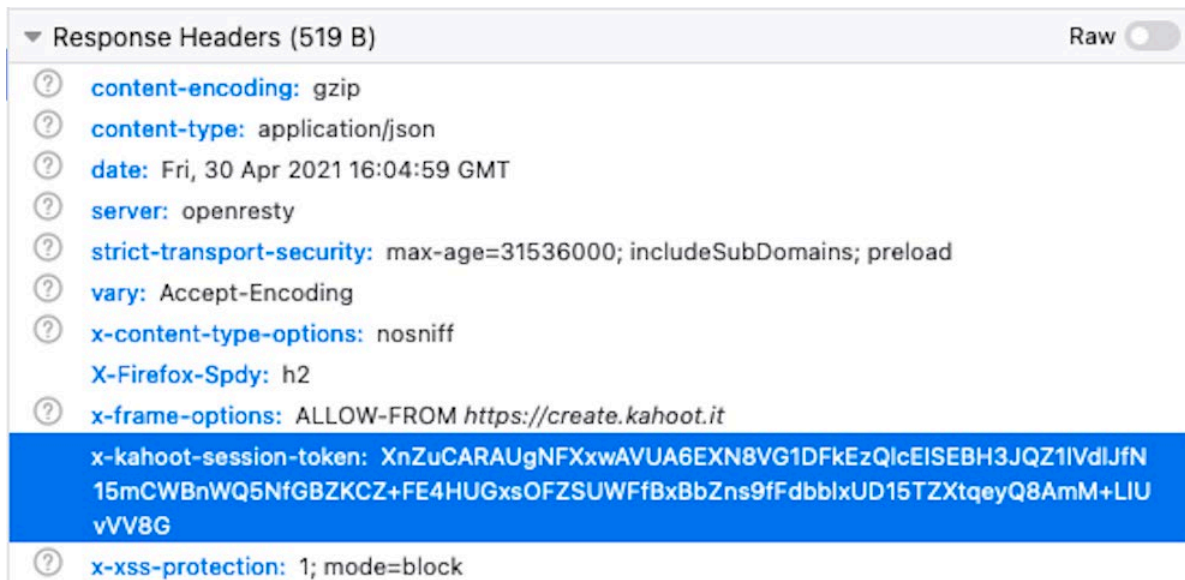 Response Headers (519 B) Raw
content-encoding: gzip
content-type: application/json
date: Fri, 30 Apr 2021 16:04:59 GMT
server: openresty
strict-transport-security: max-age=31536000; includeSubDomains; preload
vary: Accept-Encoding
x-content-type-options: nosniff
X-Firefox-Spdy: h2
x-frame-options: ALLOW-FROM https://create.kahoot.it
x-kahoot-session-token: XnZuCARAUgNFXxwAVUA6EXN8VG1DFkEzQlcEISEBH3JQZ1lVdlJfN
15mCWBnWQ5NfGBZKCZ+FE4HUGxsOFZSUWFfBxBbZns9fFdbblxUD15TZXtqeyQ8AmM+LlU
vVV8G
x-xss-protection: 1; mode=block